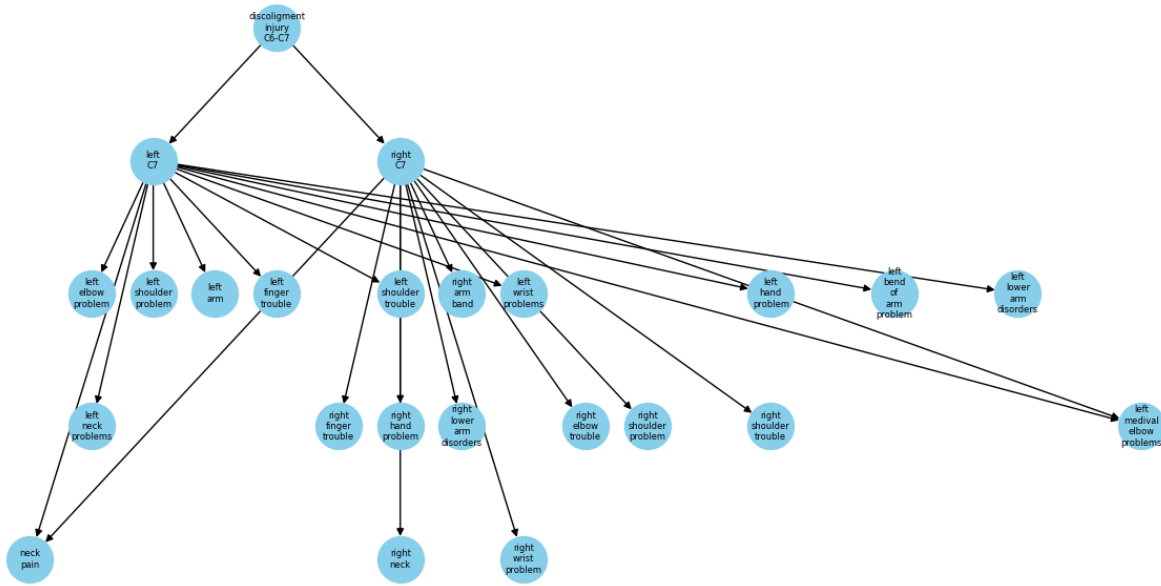 discoligment
injury
C6-C7
left
C7
right
C7
left
elbow
problem
left
shoulder
problem
left
arm
left
finger
trouble
left
shoulder
trouble
right
arm
band
left
wrist
problems
left
hand
problem
left
bend
of
arm
problem
left
lower
arm
disorders
left
neck
problems
right
finger
trouble
right
hand
problem
right
lower
arm
disorders
right
elbow
trouble
right
shoulder
problem
right
shoulder
trouble
left
medival
elbow
problems
neck
pain
right
neck
right
wrist
problem